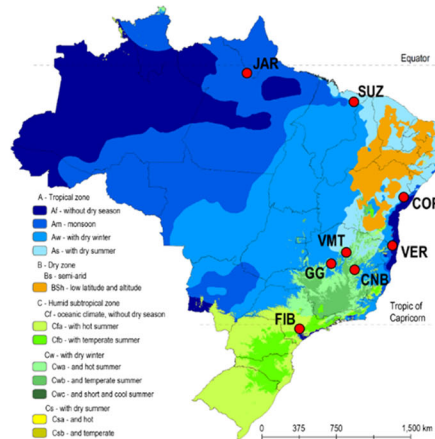 JAR
Equator
SUZ
COP
VER
VMT
GG
CNB
FIB
Tropic of
Capricorn
A - Tropical zone
Af - without dry season
Am - monsoon
Aw - with dry winter
As - with dry summer
B - Dry zone
Bs - semi-arid
BSh - low latitude and altitude
C - Humid subtropical zone
Cf - oceanic climate, without dry season
Cfa - with hot summer
Cfb - with temperate summer
Cw - with dry winter
Cwa - and hot summer
Cwb - and temperate summer
Cwc - and short and cool summer
Cs - with dry summer
Csa - and hot
Csb - and temperate
0 375 750 1,500 km